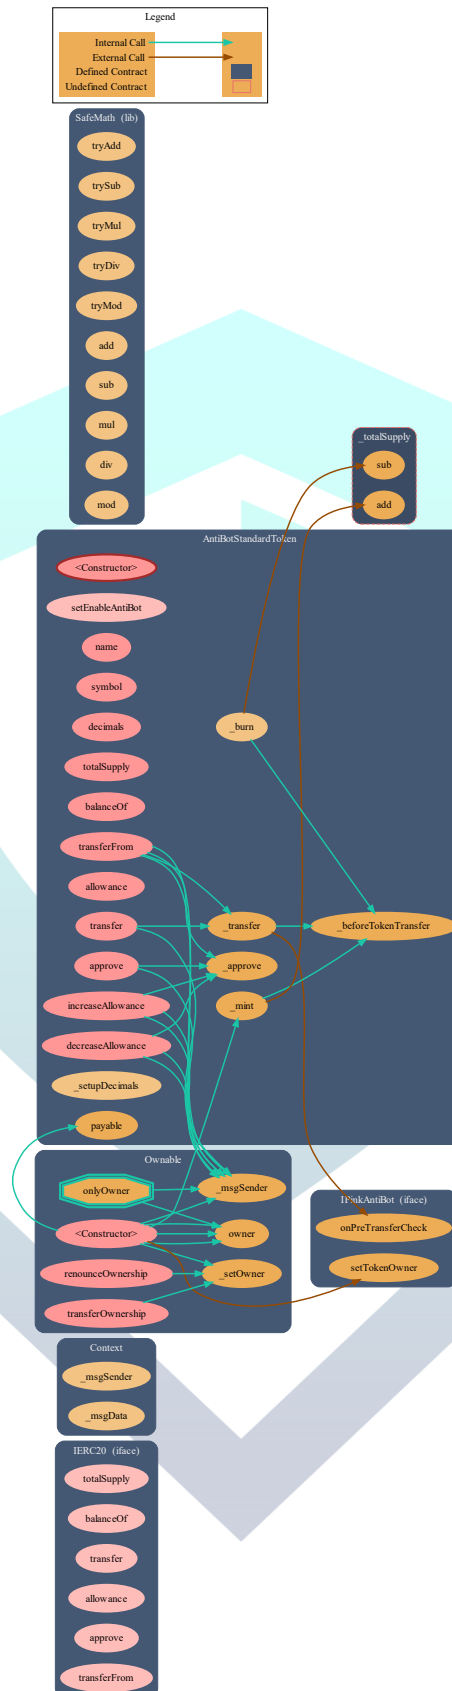 Legend
Internal Call
External Call
Defined Contract
Undefined Contract
SafeMath (lib)
tryAdd
trySub
tryMul
tryDiv
tryMod
add
sub
mul
div
mod
_totalSupply
sub
add
AntiBotStandardToken
<Constructor>
setEnableAntiBot
name
symbol
decimals
totalSupply
balanceOf
transferFrom
allowance
transfer
approve
increaseAllowance
decreaseAllowance
_setupDecimals
payable
_burn
_transfer
_approve
_mint
_beforeTokenTransfer
Ownable
onlyOwner
<Constructor>
renounceOwnership
transferOwnership
_msgSender
owner
_setOwner
IPinkAntiBot (iface)
onPreTransferCheck
setTokenOwner
Context
_msgSender
_msgData
IERC20 (iface)
totalSupply
balanceOf
transfer
allowance
approve
transferFrom